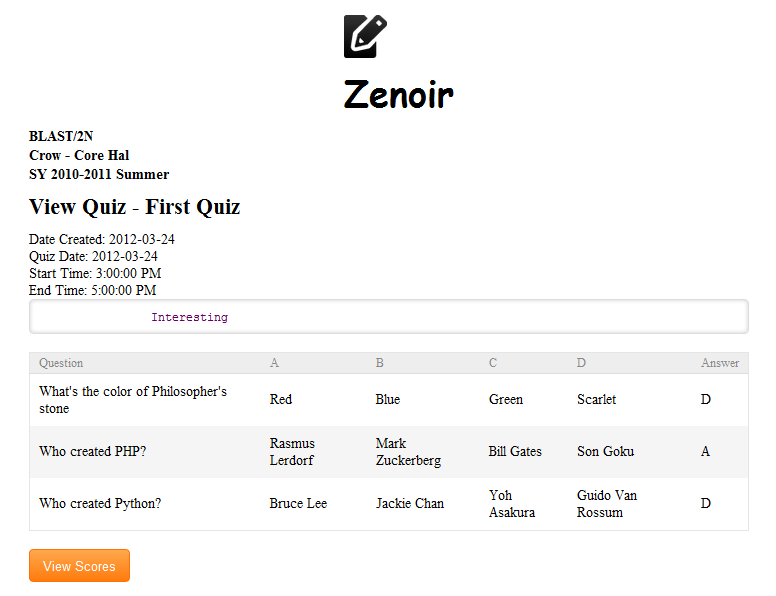 Zenoir
BLAST/2N
Crow - Core Hal
SY 2010-2011 Summer
View Quiz - First Quiz
Date Created: 2012-03-24
Quiz Date: 2012-03-24
Start Time: 3:00:00 PM
End Time: 5:00:00 PM
Interesting
Question A B C D Answer
What's the color of Philosopher's
stone Red Blue Green Scarlet D
Who created PHP? Rasmus Lerdorf Mark Zuckerberg Bill Gates Son Goku A
Who created Python? Bruce Lee Jackie Chan Yoh Asakura Guido Van Rossum D
View Scores